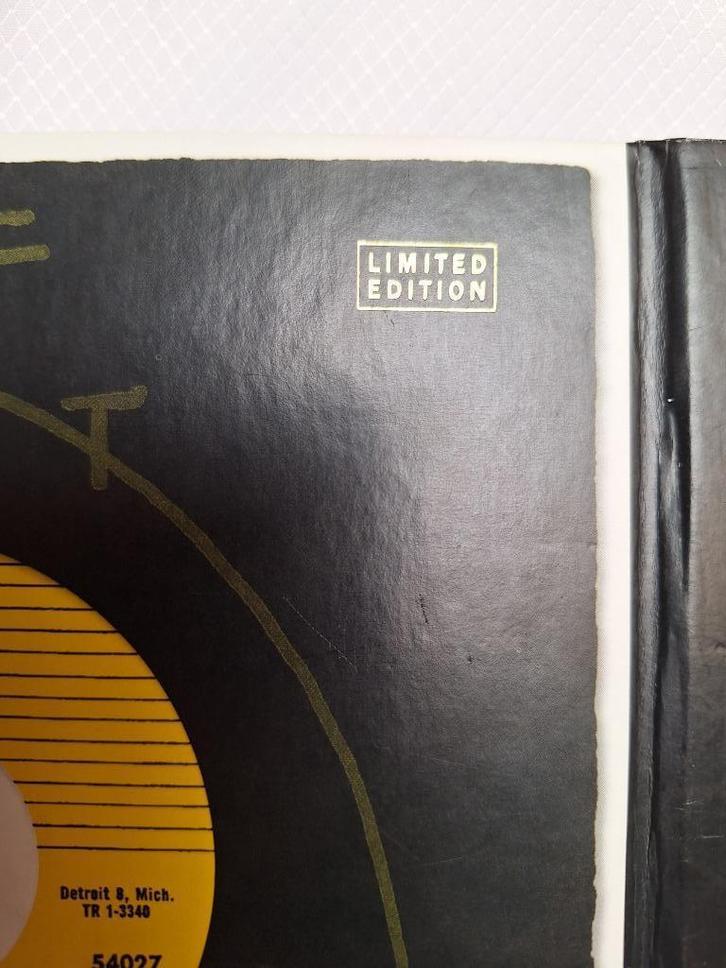 LIMITED
EDITION
T
Detroit 8, Mich.
TR 1-3340
54027